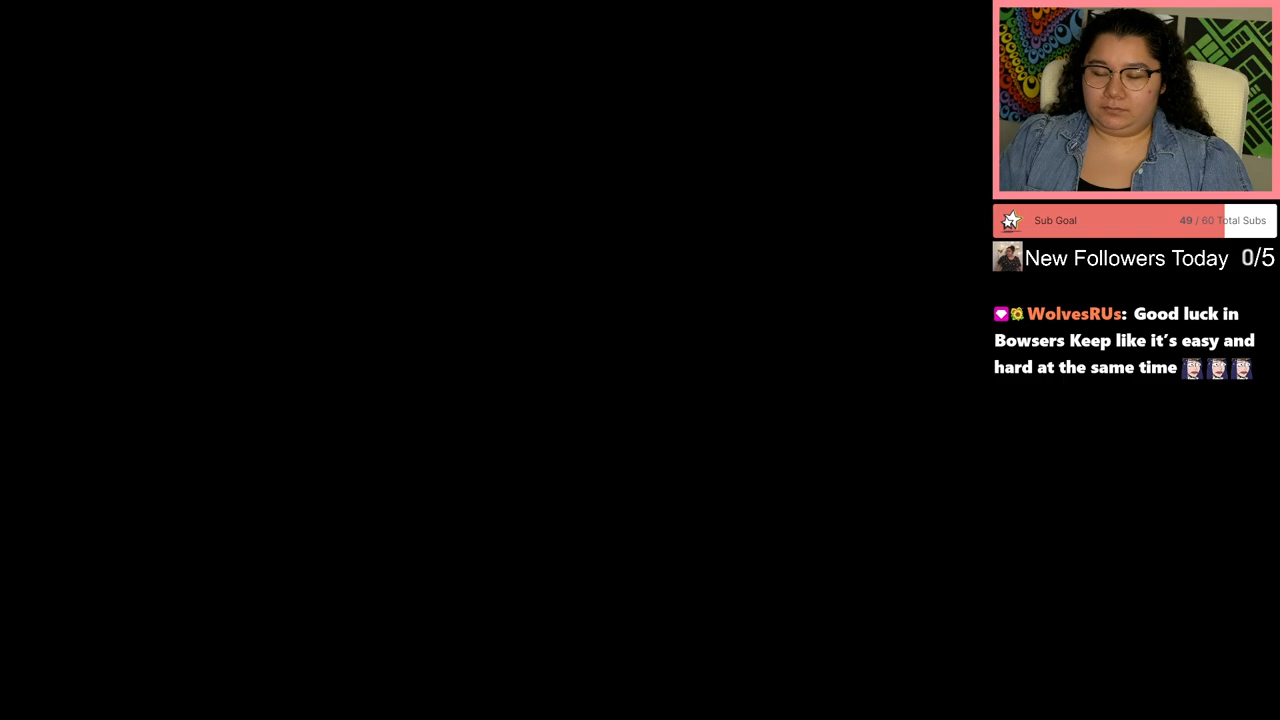 Sub Goal 49 / 60 Total Subs
New Followers Today 0/5
WolvesRUs: Good luck in
Bowsers Keep like it's easy and
hard at the same time